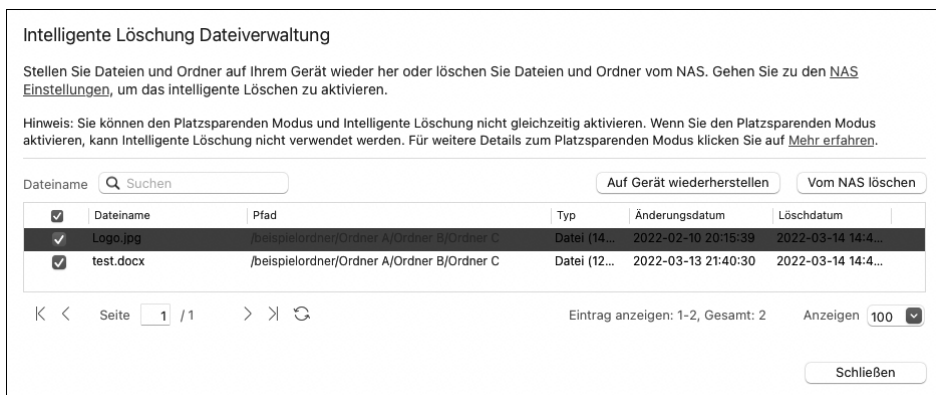 Intelligente Löschung Dateiverwaltung
Stellen Sie Dateien und Ordner auf Ihrem Gerät wieder her oder löschen Sie Dateien und Ordner vom NAS. Gehen Sie zu den NAS
Einstellungen, um das intelligente Löschen zu aktivieren.
Hinweis: Sie können den Platzsparenden Modus und Intelligente Löschung nicht gleichzeitig aktivieren. Wenn Sie den Platzsparenden Modus
aktivieren, kann Intelligente Löschung nicht verwendet werden. Für weitere Details zum Platzsparenden Modus klicken Sie auf Mehr erfahren.
Dateiname Suchen Auf Gerät wiederherstellen Vom NAS löschen
Dateiname Pfad Typ Änderungsdatum Löschdatum
Logo.jpg /beispielordner/Ordner A/Ordner B/Ordner C Datei (14... 2022-02-10 20:15:39 2022-03-14 14:4...
test.docx /beispielordner/Ordner A/Ordner B/Ordner C Datei (12... 2022-03-13 21:40:30 2022-03-14 14:4...
Seite 1 /1 Eintrag anzeigen: 1-2, Gesamt: 2 Anzeigen 100
Schließen